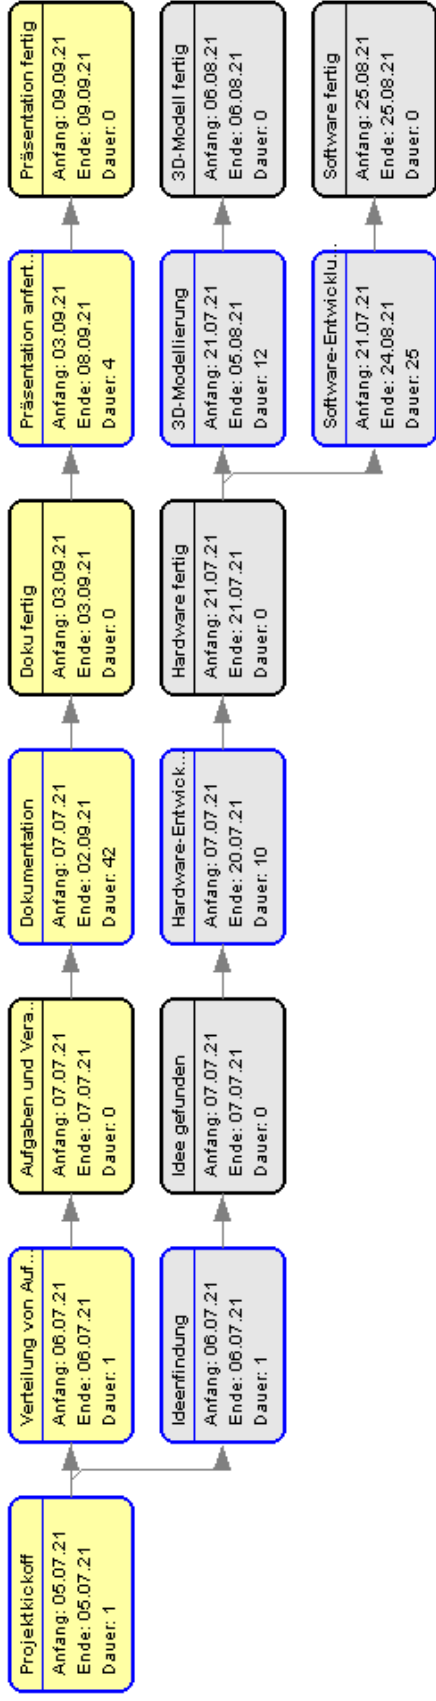 Projektkickoff
Anfang: 05.07.21
Ende: 05.07.21
Dauer: 1
Verteilung von Auf...
Anfang: 06.07.21
Ende: 06.07.21
Dauer: 1
Aufgaben und Vera...
Anfang: 07.07.21
Ende: 07.07.21
Dauer: 0
Dokumentation
Anfang: 07.07.21
Ende: 02.09.21
Dauer: 42
Doku fertig
Anfang: 03.09.21
Ende: 03.09.21
Dauer: 0
Präsentation anfert...
Anfang: 03.09.21
Ende: 08.09.21
Dauer: 4
Präsentation fertig
Anfang: 09.09.21
Ende: 09.09.21
Dauer: 0
Ideenfindung
Anfang: 06.07.21
Ende: 06.07.21
Dauer: 1
Idee gefunden
Anfang: 07.07.21
Ende: 07.07.21
Dauer: 0
Hardware-Entwick...
Anfang: 07.07.21
Ende: 20.07.21
Dauer: 10
Hardware fertig
Anfang: 21.07.21
Ende: 21.07.21
Dauer: 0
3D-Modellierung
Anfang: 21.07.21
Ende: 05.08.21
Dauer: 12
3D-Modell fertig
Anfang: 06.08.21
Ende: 06.08.21
Dauer: 0
Software-Entwicklu...
Anfang: 21.07.21
Ende: 24.08.21
Dauer: 25
Software fertig
Anfang: 25.08.21
Ende: 25.08.21
Dauer: 0